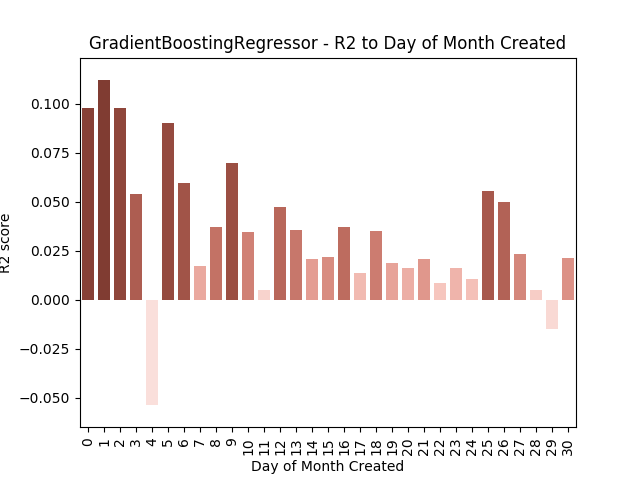 GradientBoostingRegressor - R2 to Day of Month Created
R2 score
0.100
0.075
0.050
0.025
0.000
−0.025
−0.050
0 1 2 3 4 5 6 7 8 9 10 11 12 13 14 15 16 17 18 19 20 21 22 23 24 25 26 27 28 29 30
Day of Month Created